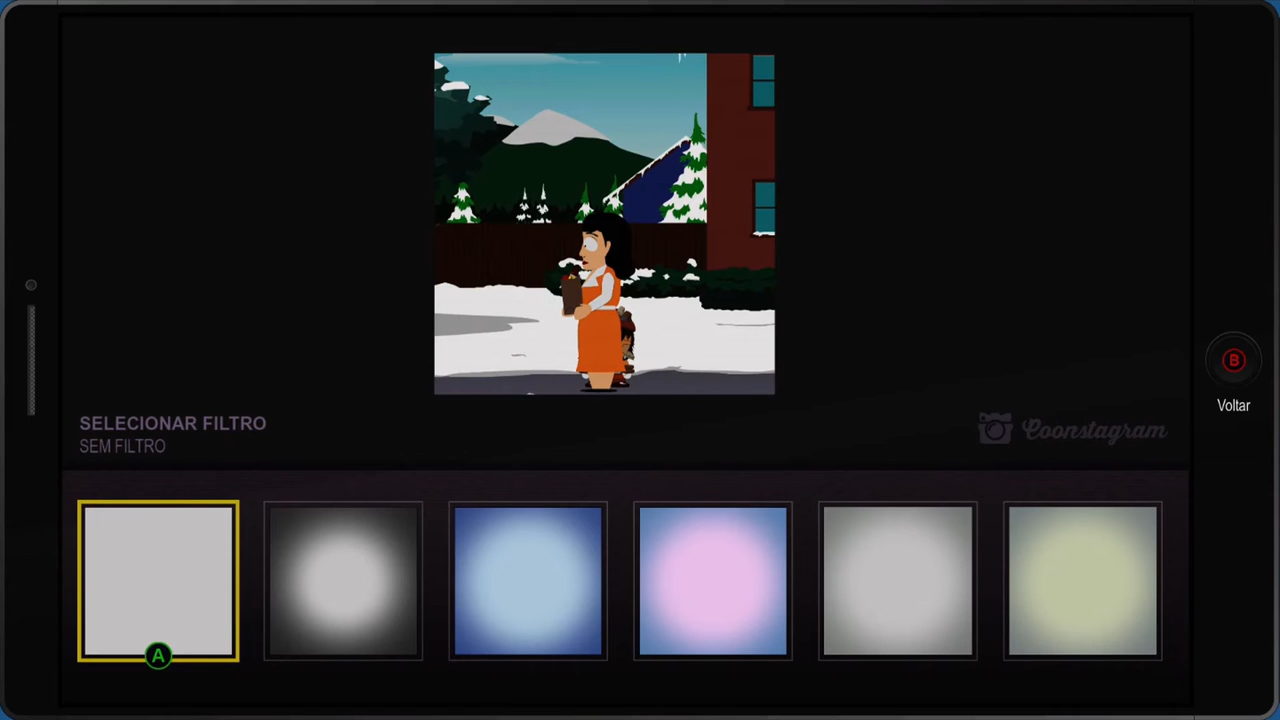 SELECIONAR FILTRO
SEM FILTRO
Coonstagram
B
Voltar
A